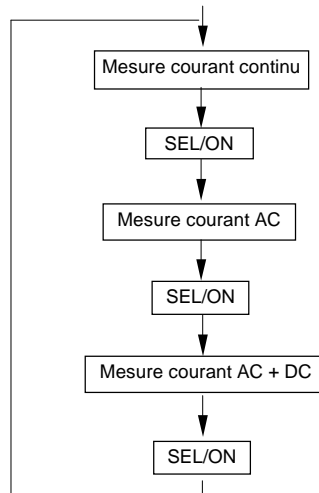 Mesure courant continu
SEL/ON
Mesure courant AC
SEL/ON
Mesure courant AC + DC
SEL/ON